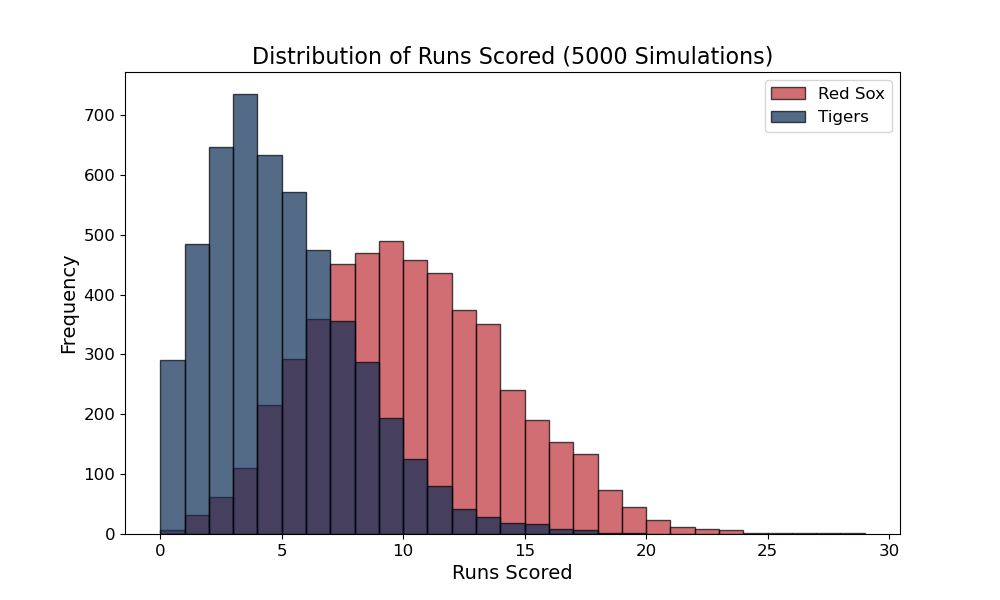 Distribution of Runs Scored (5000 Simulations)
Red Sox
Tigers
Frequency
700
600
500
400
300
200
100
0
0 5 10 15 20 25 30
Runs Scored